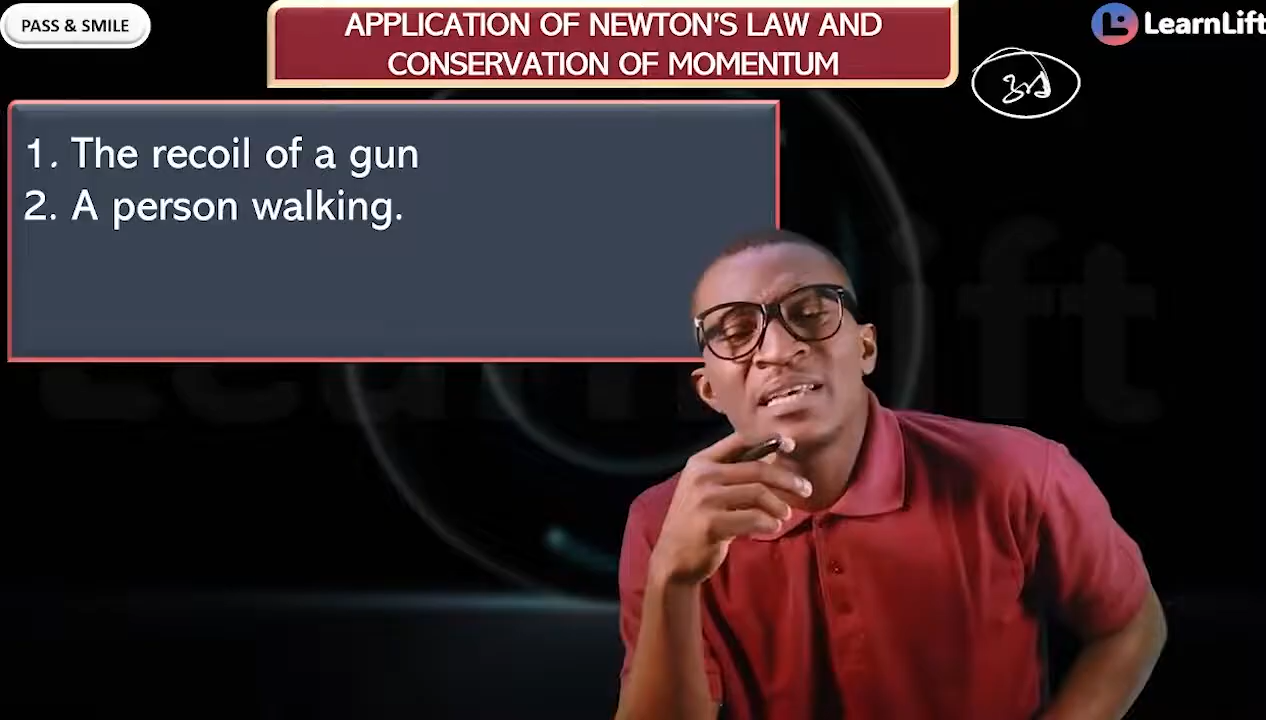 PASS & SMILE
APPLICATION OF NEWTON'S LAW AND
CONSERVATION OF MOMENTUM
LearnLift
1. The recoil of a gun
2. A person walking.